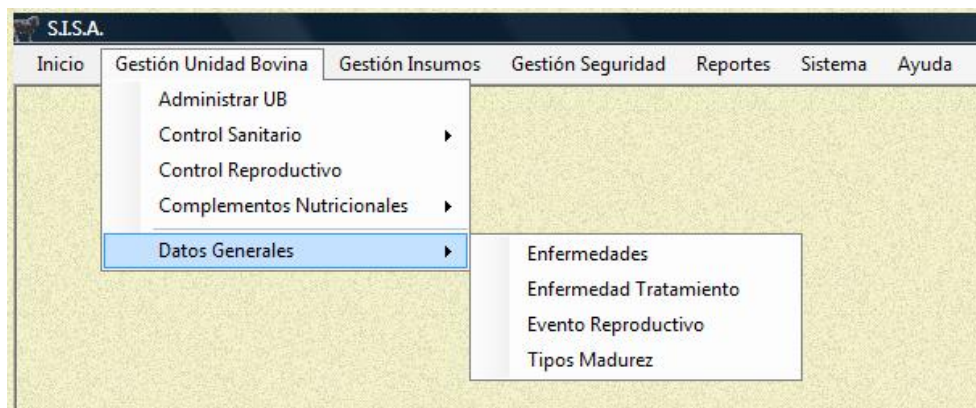 S.I.S.A.
Inicio Gestión Unidad Bovina Gestión Insumos Gestión Seguridad Reportes Sistema Ayuda
Administrar UB
Control Sanitario
Control Reproductivo
Complementos Nutricionales
Datos Generales
Enfermedades
Enfermedad Tratamiento
Evento Reproductivo
Tipos Madurez